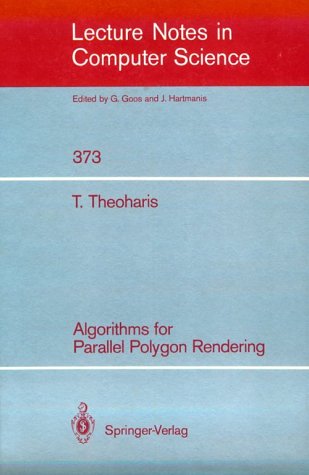 Lecture Notes in
Computer Science
Edited by G. Goos and J. Hartmanis
373
T. Theoharis
Algorithms for
Parallel Polygon Rendering
Springer-Verlag